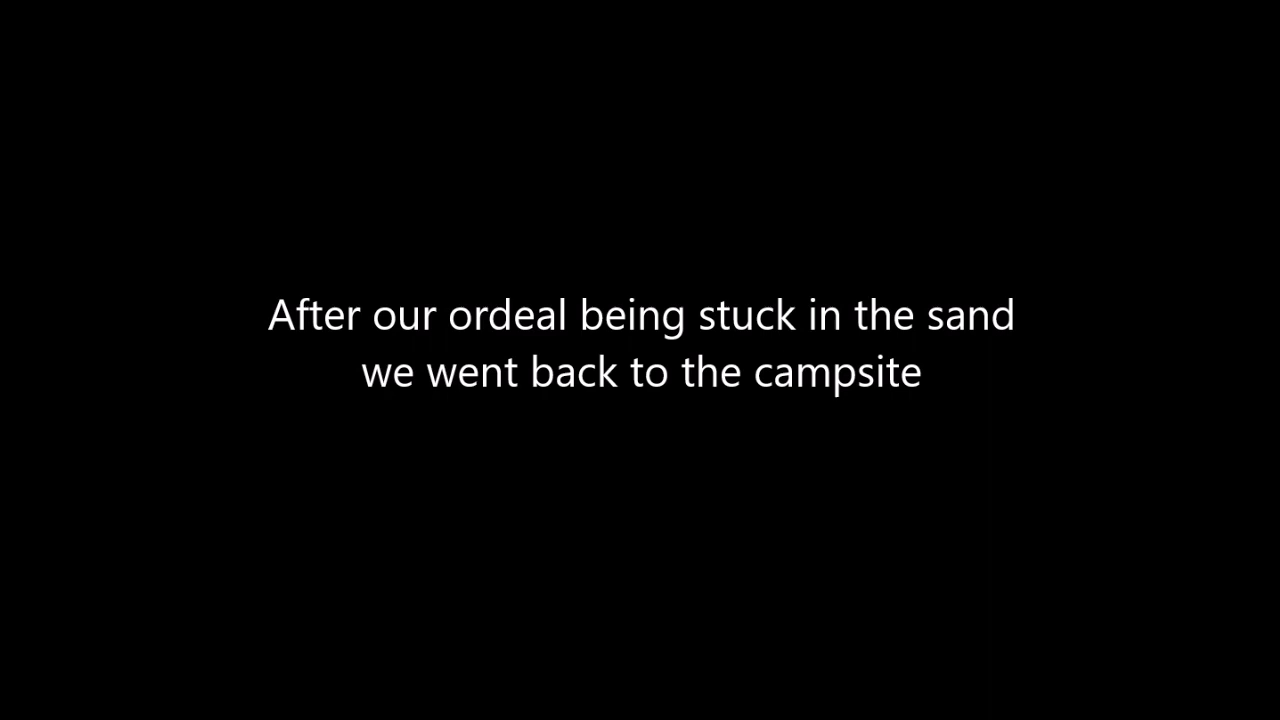 After our ordeal being stuck in the sand
we went back to the campsite